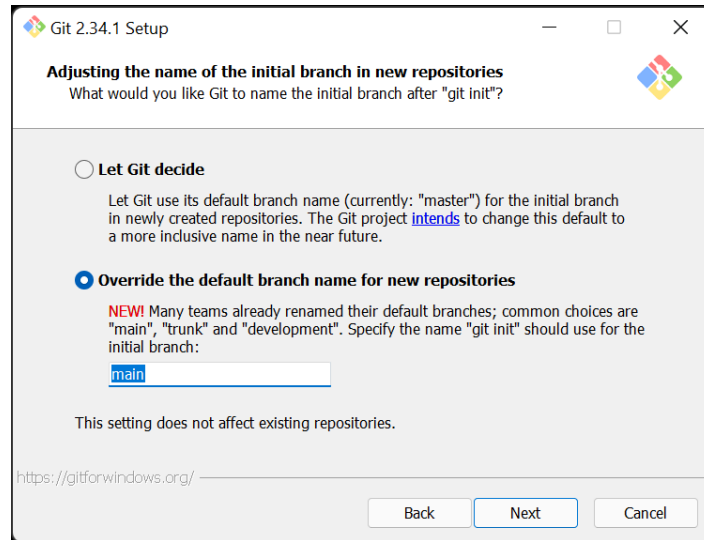 Git 2.34.1 Setup
Adjusting the name of the initial branch in new repositories
What would you like Git to name the initial branch after "git init"?
Let Git decide
Let Git use its default branch name (currently: "master") for the initial branch
in newly created repositories. The Git project intends to change this default to
a more inclusive name in the near future.
Override the default branch name for new repositories
NEW! Many teams already renamed their default branches; common choices are
"main", "trunk" and "development". Specify the name "git init" should use for the
initial branch:
main
This setting does not affect existing repositories.
https://gitforwindows.org/
Back Next Cancel